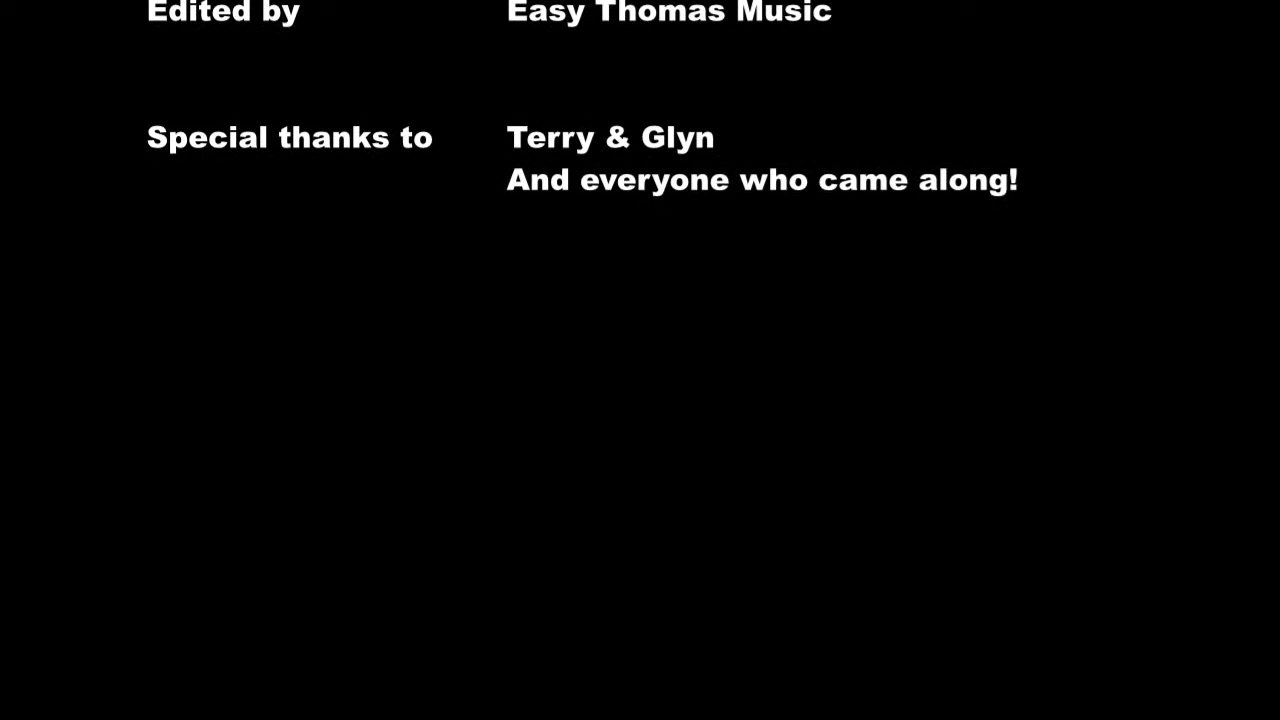 Edited by Easy Thomas Music
Special thanks to Terry & Glyn
And everyone who came along!